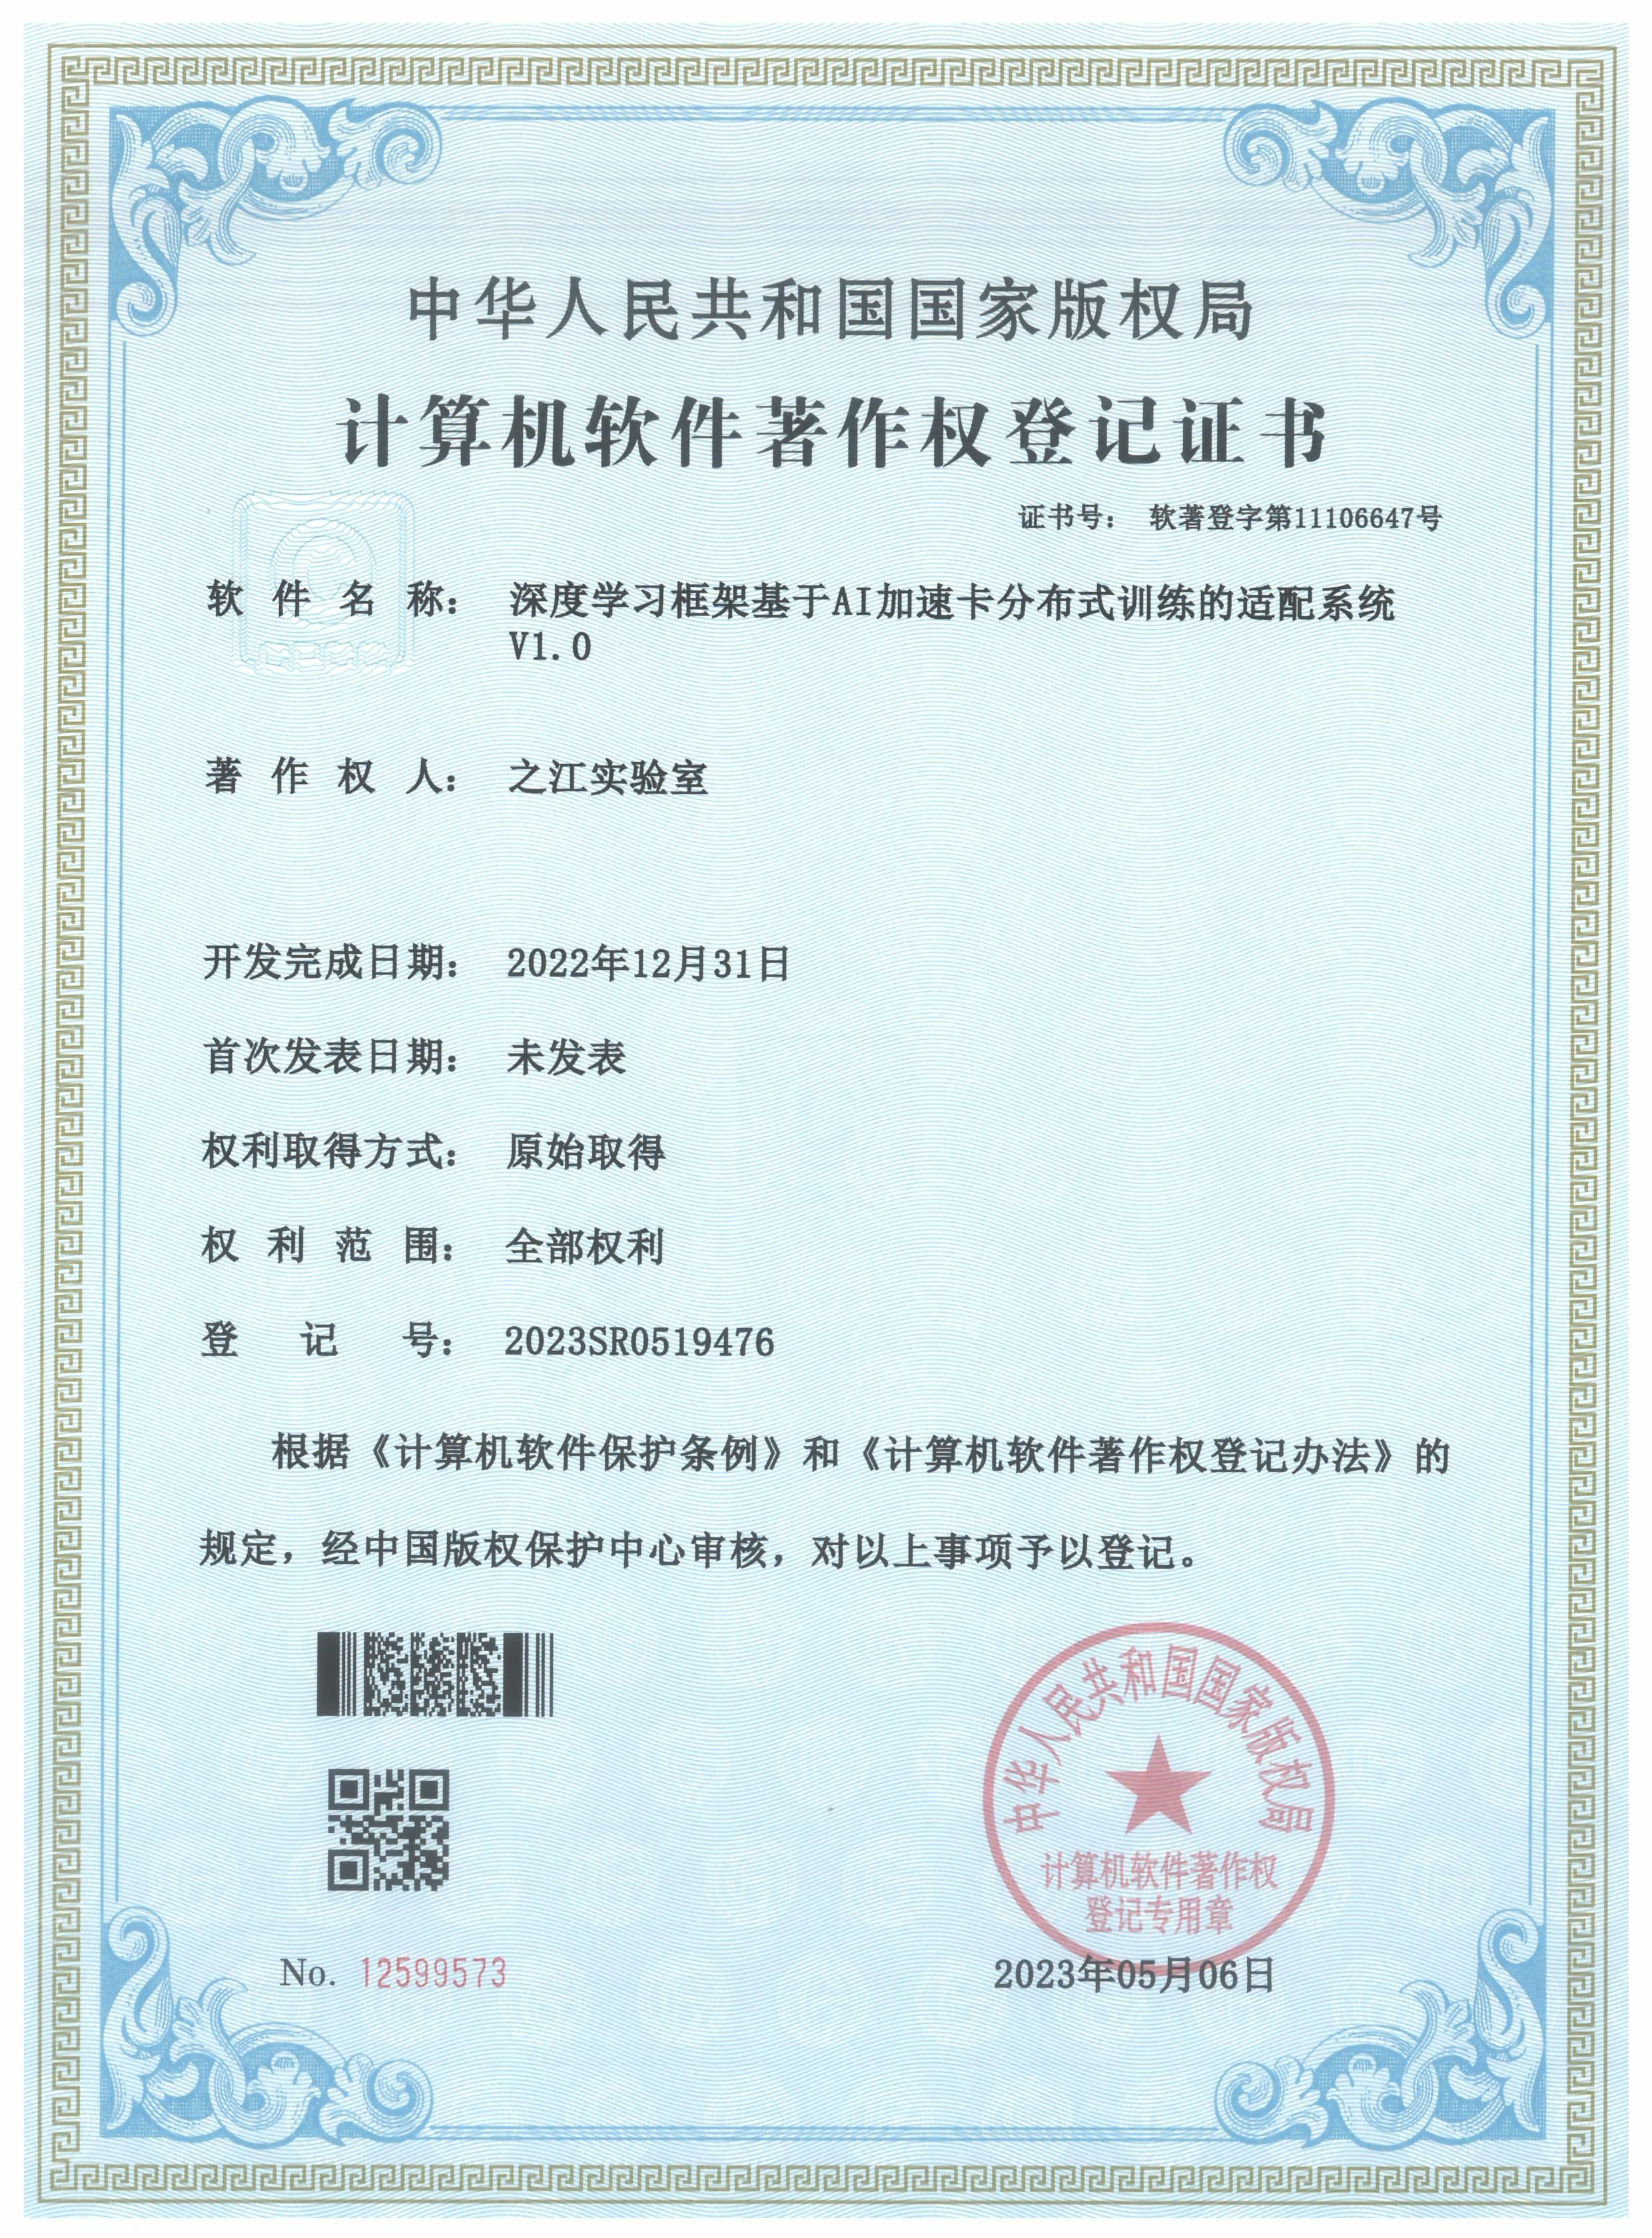 中华人民共和国国家版权局
计算机软件著作权登记证书
证书号： 软著登字第11106647号
软件名称： 深度学习框架基于AI加速卡分布式训练的适配系统
V1.0
著作权人： 之江实验室
开发完成日期： 2022年12月31日
首次发表日期： 未发表
权利取得方式： 原始取得
权利范围： 全部权利
登记号： 2023SR0519476
根据《计算机软件保护条例》和《计算机软件著作权登记办法》的
规定，经中国版权保护中心审核，对以上事项予以登记。
中华人民共和国国家版权局
计算机软件著作权
登记专用章
No. 12599573
2023年05月06日